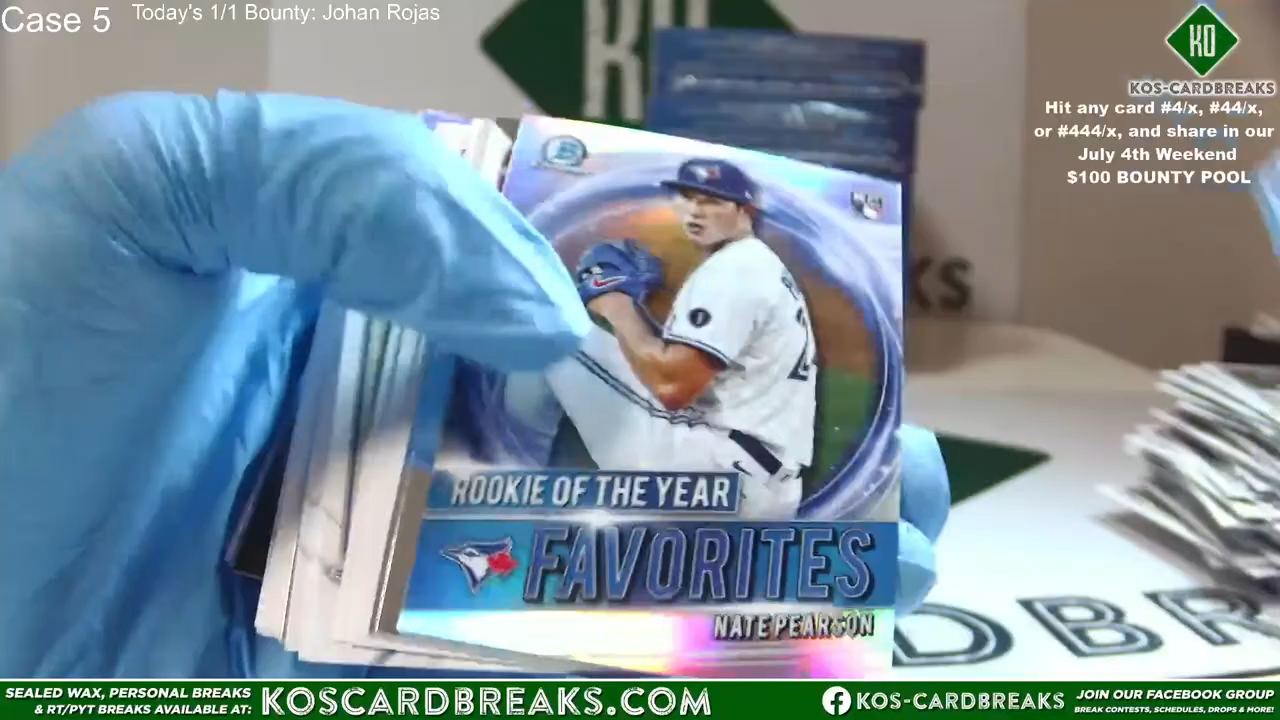 Case 5
Today's 1/1 Bounty: Johan Rojas
KO
KOS-CARDBREAKS
Hit any card #4/x, #44/x,
or #444/x, and share in our
July 4th Weekend
$100 BOUNTY POOL
B
KS
ROOKIE OF THE YEAR
FAVORITES
NATE PEARSON
DBR
SEALED WAX, PERSONAL BREAKS
& RT/PYT BREAKS AVAILABLE AT:
KOSCARDBREAKS.COM
KOS-CARDBREAKS
JOIN OUR FACEBOOK GROUP
BREAK CONTESTS, SCHEDULES, DROPS & MORE!